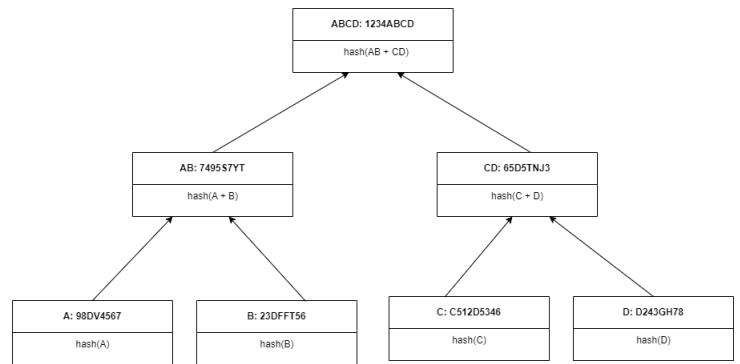 ABCD: 1234ABCD
hash(AB + CD)
AB: 7495S7YT
hash(A + B)
CD: 65D5TNJ3
hash(C + D)
A: 98DV4567
hash(A)
B: 23DFFT56
hash(B)
C: C512D5346
hash(C)
D: D243GH78
hash(D)